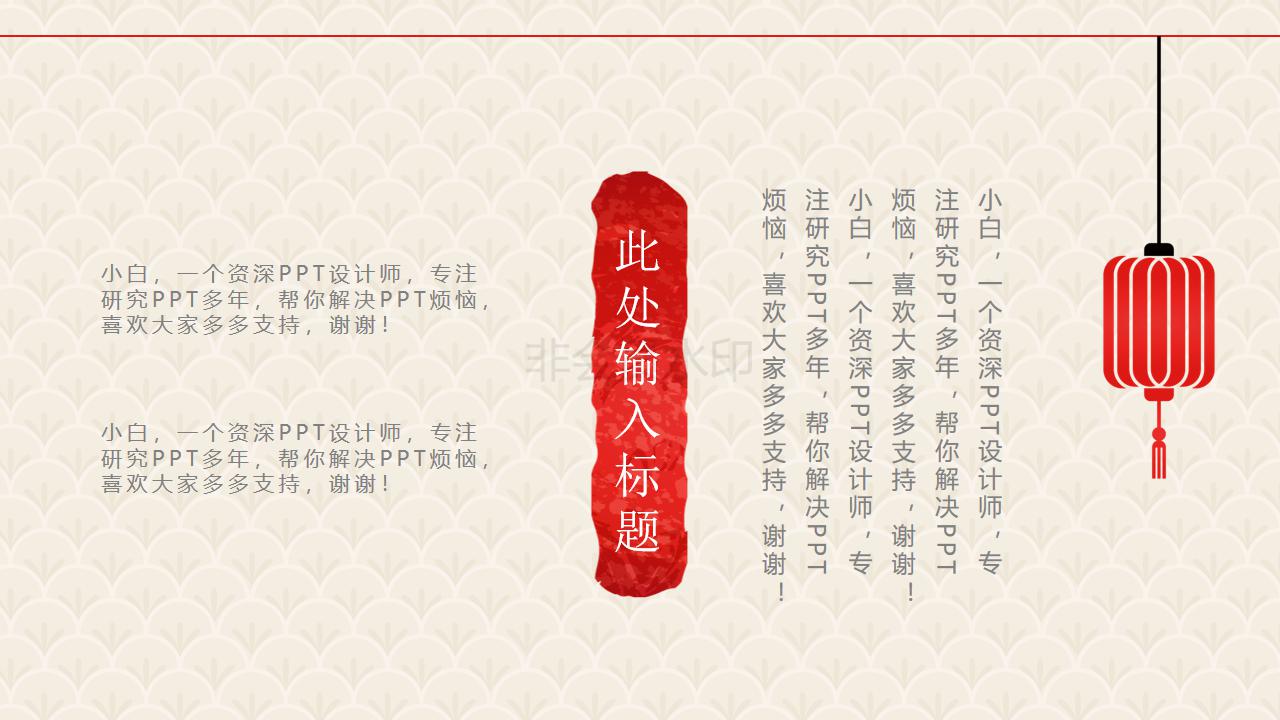 小白，一个资深PPT设计师，专注
研究PPT多年，帮你解决PPT烦恼，
喜欢大家多多支持，谢谢！
小白，一个资深PPT设计师，专注
研究PPT多年，帮你解决PPT烦恼，
喜欢大家多多支持，谢谢！
此处输入标题
小白，一个资深PPT设计师，专
注研究PPT多年，帮你解决PPT
烦恼，喜欢大家多多支持，谢谢！
小白，一个资深PPT设计师，专
注研究PPT多年，帮你解决PPT
烦恼，喜欢大家多多支持，谢谢！